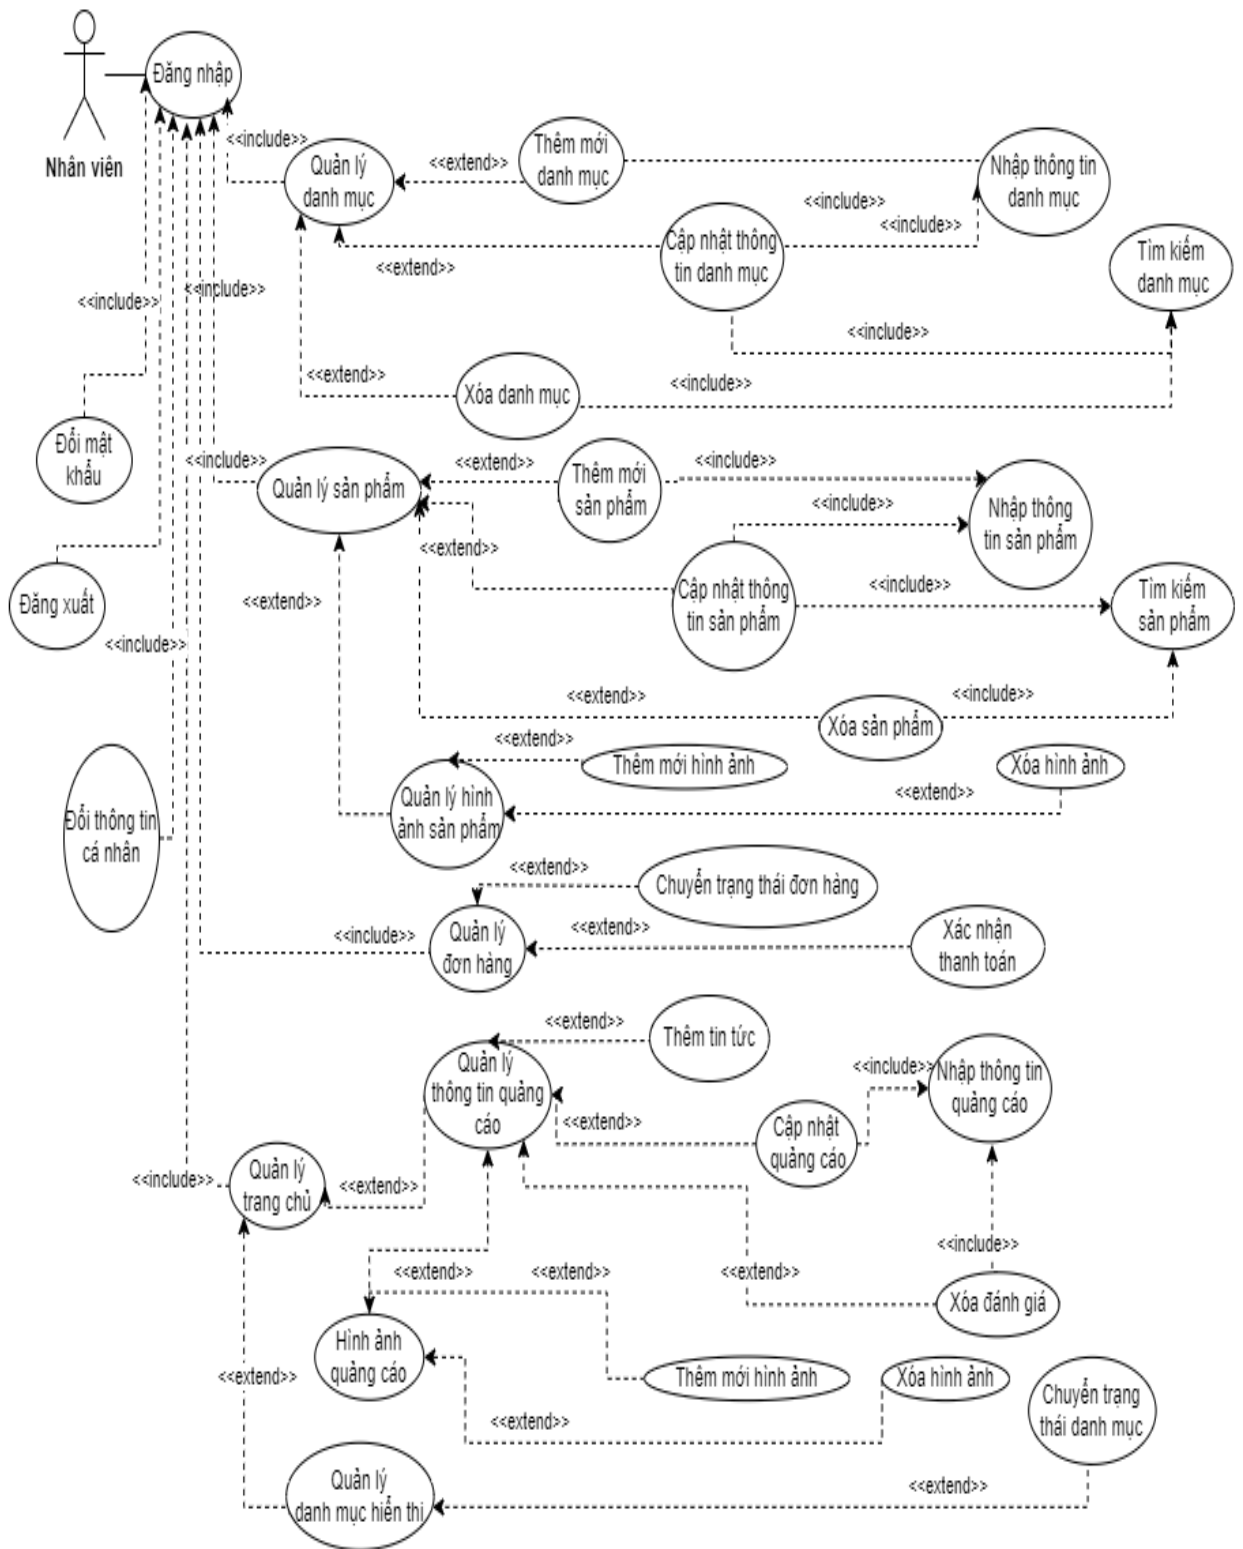 Đăng nhập
Nhân viên
<<include>>
Quản lý
danh mục
<<extend>>
Thêm mới
danh mục
Nhập thông tin
danh mục
<<include>>
<<include>>
Cập nhật thông
tin danh mục
<<extend>>
Tìm kiếm
danh mục
<<include>>
<<include>>
<<include>>
<<extend>>
Xóa danh mục
<<include>>
Đổi mật
khẩu
<<include>>
Quản lý sản phẩm
<<extend>>
Thêm mới
sản phẩm
<<include>>
<<include>>
Nhập thông
tin sản phẩm
<<extend>>
Đăng xuất
<<extend>>
Cập nhật thông
tin sản phẩm
<<include>>
Tìm kiếm
sản phẩm
<<include>>
<<extend>>
Xóa sản phẩm
<<include>>
<<extend>>
Thêm mới hình ảnh
Xóa hình ảnh
Quản lý hình
ảnh sản phẩm
<<extend>>
Đổi thông tin
cá nhân
<<extend>>
Chuyển trạng thái đơn hàng
<<include>>
Quản lý
đơn hàng
<<extend>>
Xác nhận
thanh toán
<<extend>>
Thêm tin tức
Quản lý
thông tin quảng
cáo
<<include>>
Nhập thông tin
quảng cáo
<<extend>>
Cập nhật
quảng cáo
<<include>>
Quản lý
trang chủ
<<extend>>
<<include>>
<<extend>>
<<extend>>
<<extend>>
Xóa đánh giá
Hình ảnh
quảng cáo
<<extend>>
Thêm mới hình ảnh
Xóa hình ảnh
Chuyển trạng
thái danh mục
<<extend>>
Quản lý
danh mục hiển thi
<<extend>>